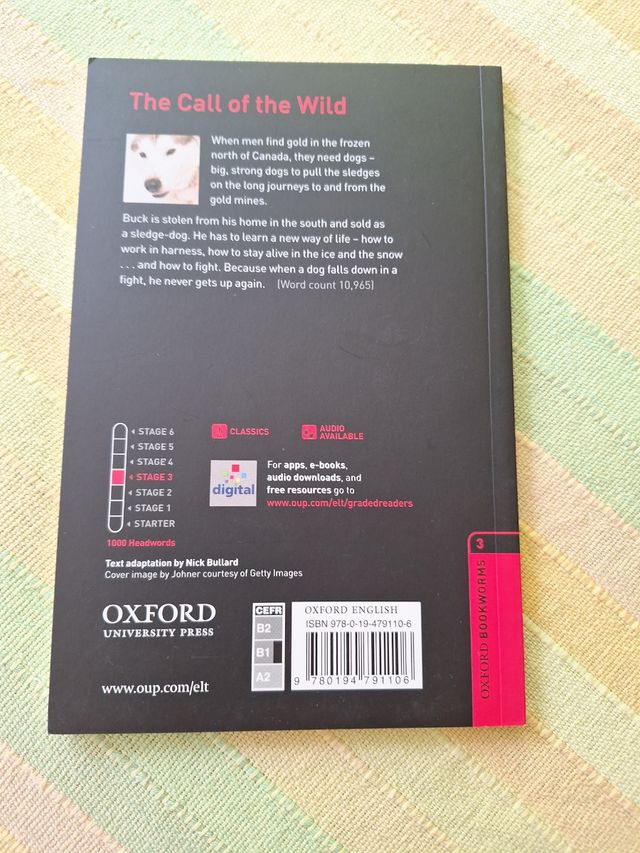 The Call of the Wild
When men find gold in the frozen
north of Canada, they need dogs –
big, strong dogs to pull the sledges
on the long journeys to and from the
gold mines.
Buck is stolen from his home in the south and sold as
a sledge-dog. He has to learn a new way of life – how to
work in harness, how to stay alive in the ice and the snow
... and how to fight. Because when a dog falls down in a
fight, he never gets up again. (Word count 10,965)
STAGE 6
STAGE 5
STAGE 4
STAGE 3
STAGE 2
STAGE 1
STARTER
1000 Headwords
CLASSICS
AUDIO
AVAILABLE
digital
For apps, e-books,
audio downloads, and
free resources go to
www.oup.com/elt/gradedreaders
Text adaptation by Nick Bullard
Cover image by Johner courtesy of Getty Images
OXFORD
UNIVERSITY PRESS
www.oup.com/elt
CEFR
B2
B1
A2
OXFORD ENGLISH
ISBN 978-0-19-479110-6
9 780194 791106
3
OXFORD BOOKWORMS